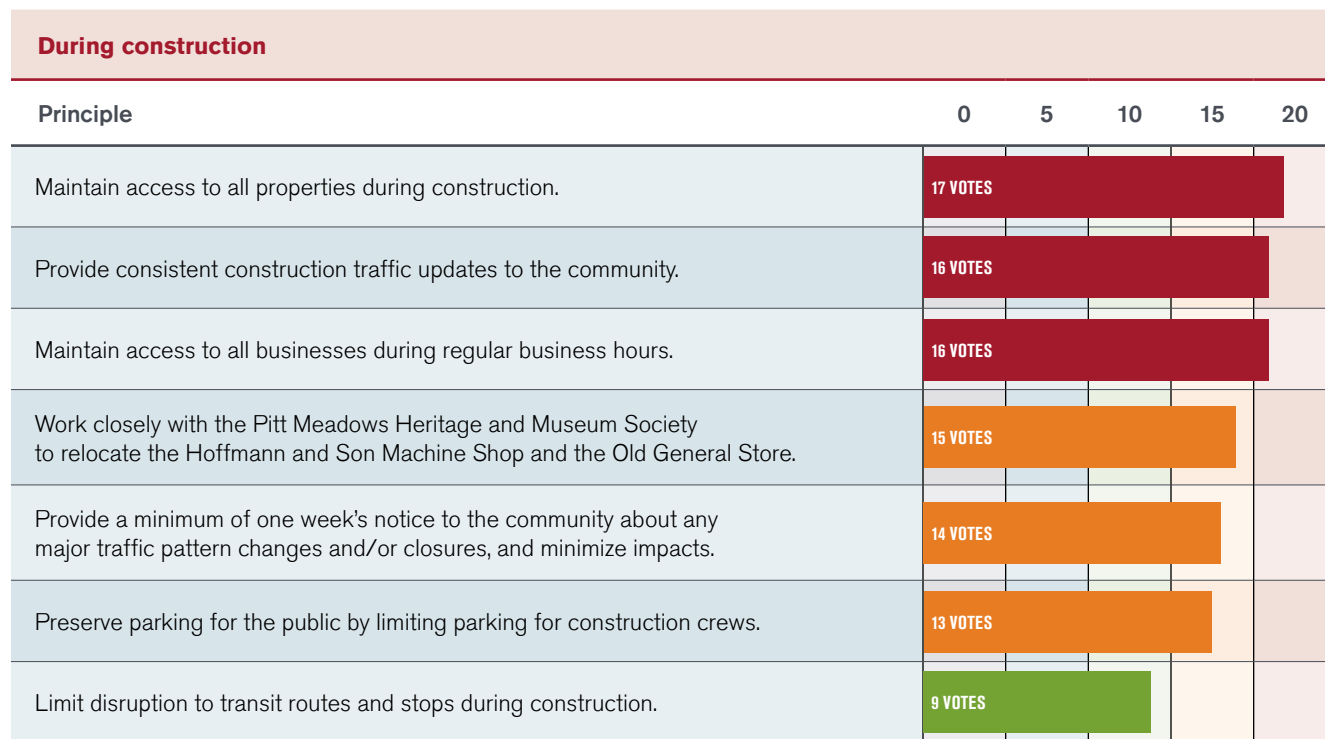 During construction
Principle 0 5 10 15 20
Maintain access to all properties during construction. 17 VOTES
Provide consistent construction traffic updates to the community. 16 VOTES
Maintain access to all businesses during regular business hours. 16 VOTES
Work closely with the Pitt Meadows Heritage and Museum Society
to relocate the Hoffmann and Son Machine Shop and the Old General Store.
15 VOTES
Provide a minimum of one week's notice to the community about any
major traffic pattern changes and/or closures, and minimize impacts.
14 VOTES
Preserve parking for the public by limiting parking for construction crews. 13 VOTES
Limit disruption to transit routes and stops during construction. 9 VOTES